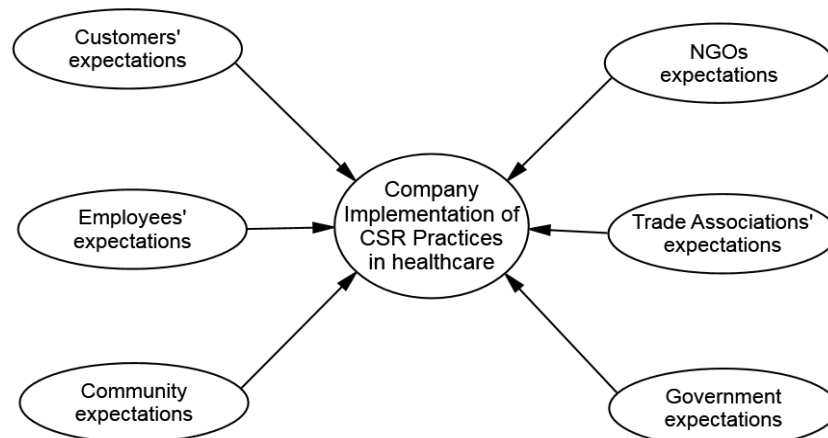 Customers'
expectations
NGOs
expectations
Company
Implementation of
CSR Practices
in healthcare
Employees'
expectations
Trade Associations'
expectations
Community
expectations
Government
expectations